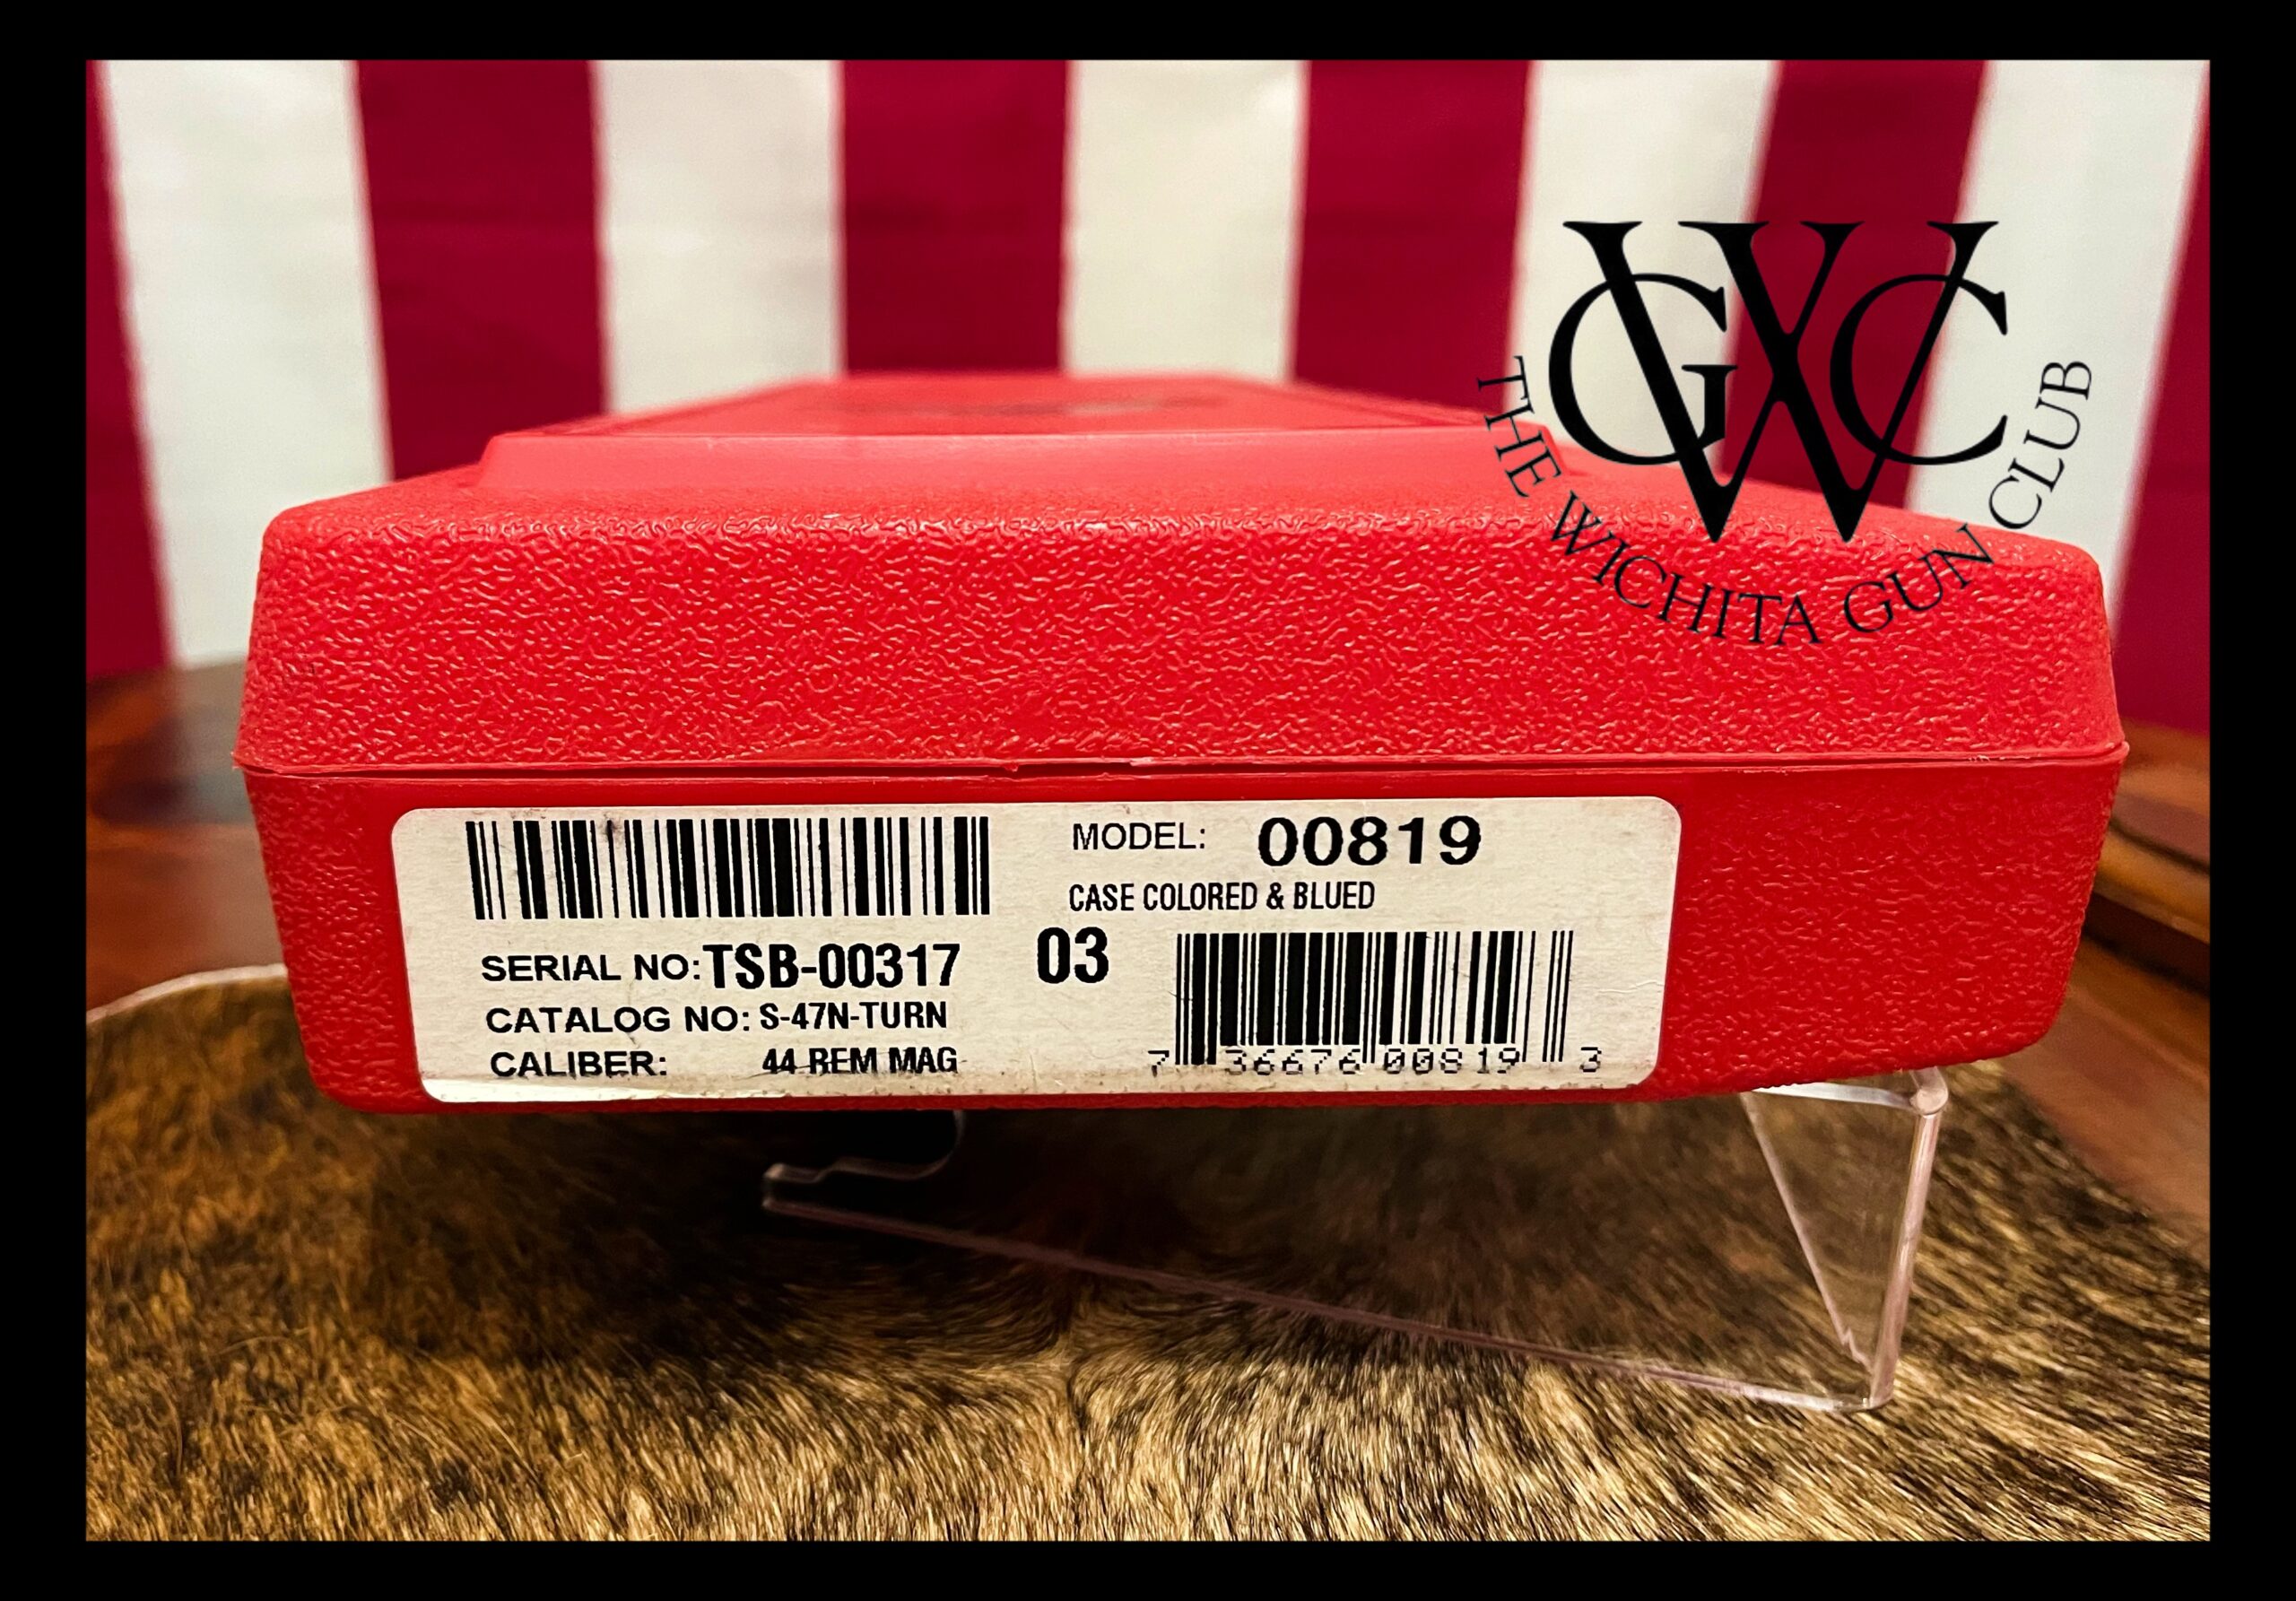 GWC
THE WICHITA GUN CLUB
MODEL: 00819
CASE COLORED & BLUED
SERIAL NO: TSB-00317
03
CATALOG NO: S-47N-TURN
CALIBER: 44 REM MAG
7 36676 00819 3